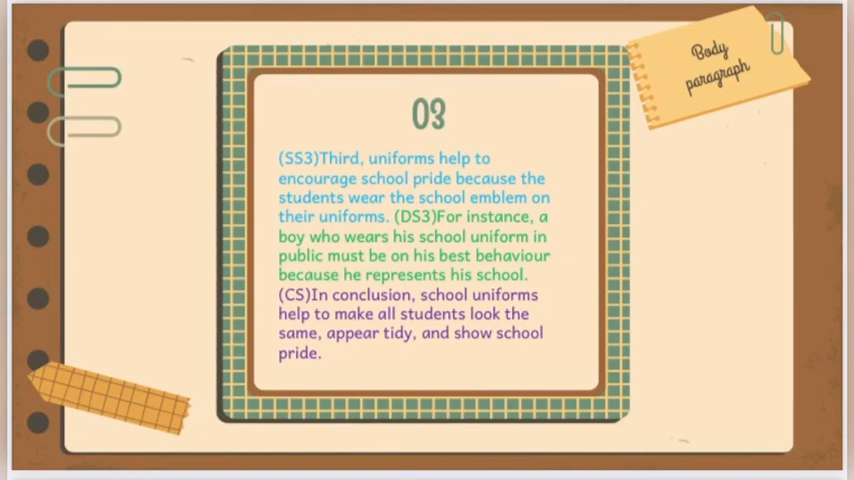 Body
paragraph
03
(SS3)Third, uniforms help to
encourage school pride because the
students wear the school emblem on
their uniforms. (DS3)For instance, a
boy who wears his school uniform in
public must be on his best behaviour
because he represents his school.
(CS)In conclusion, school uniforms
help to make all students look the
same, appear tidy, and show school
pride.